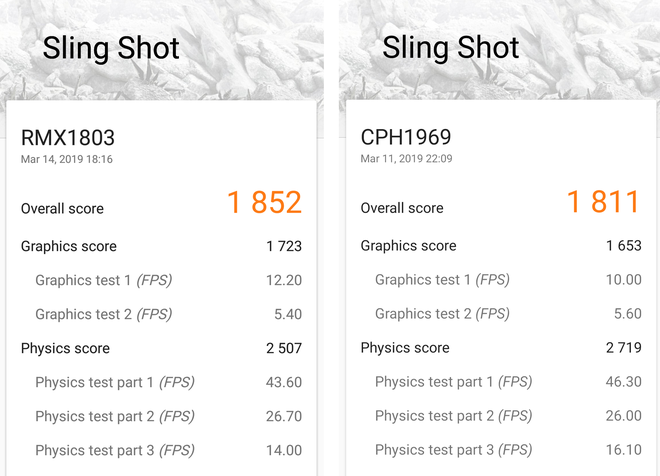 Sling Shot
RMX1803
Mar 14, 2019 18:16
Overall score 1 852
Graphics score 1 723
Graphics test 1 (FPS) 12.20
Graphics test 2 (FPS) 5.40
Physics score 2 507
Physics test part 1 (FPS) 43.60
Physics test part 2 (FPS) 26.70
Physics test part 3 (FPS) 14.00
Sling Shot
CPH1969
Mar 11, 2019 22:09
Overall score 1 811
Graphics score 1 653
Graphics test 1 (FPS) 10.00
Graphics test 2 (FPS) 5.60
Physics score 2 719
Physics test part 1 (FPS) 46.30
Physics test part 2 (FPS) 26.00
Physics test part 3 (FPS) 16.10